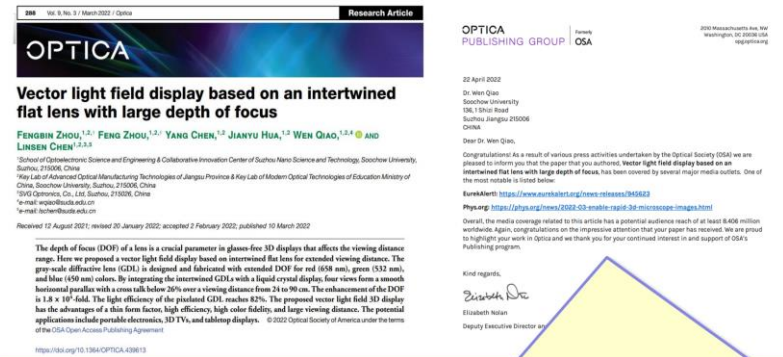 288 Vol. 9, No. 3 / March 2022 / Optica
Research Article
OPTICA
Vector light field display based on an intertwined
flat lens with large depth of focus
FENGBIN ZHOU,1,2,† FENG ZHOU,1,2,† YANG CHEN,1,2 JIANYU HUA,1,3 WEN QIAO,1,2,4 AND
LINSEN CHEN1,2,3,5
1School of Optoelectronic Science and Engineering & Collaborative Innovation Center of Suzhou Nano Science and Technology, Soochow University,
Suzhou, 215006, China
2Key Lab of Advanced Optical Manufacturing Technologies of Jiangsu Province & Key Lab of Modern Optical Technologies of Education Ministry of
China, Soochow University, Suzhou, 215006, China
3SVG Optronics, Co., Ltd, Suzhou, 215026, China
4e-mail: wqiao@suda.edu.cn
5e-mail: lschen@suda.edu.cn
Received 12 August 2021; revised 20 January 2022; accepted 2 February 2022; published 10 March 2022
The depth of focus (DOF) of a lens is a crucial parameter in glasses-free 3D displays that affects the viewing distance
range. Here we proposed a vector light field display based on intertwined flat lens for extended viewing distance. The
gray-scale diffractive lens (GDL) is designed and fabricated with extended DOF for red (658 nm), green (532 nm),
and blue (450 nm) colors. By integrating the intertwined GDLs with a liquid crystal display, four views form a smooth
horizontal parallax with a cross talk below 26% over a viewing distance from 24 to 90 cm. The enhancement of the DOF
is 1.8 × 10⁴-fold. The light efficiency of the pixelated GDL reaches 82%. The proposed vector light field 3D display
has the advantages of a thin form factor, high efficiency, high color fidelity, and large viewing distance. The potential
applications include portable electronics, 3D TVs, and tabletop displays. © 2022 Optical Society of America under the terms
of the OSA Open Access Publishing Agreement
https://doi.org/10.1364/OPTICA.439613
OPTICA
PUBLISHING GROUP
Formerly
OSA
2010 Massachusetts Ave, NW
Washington, DC 20036 USA
opg.optica.org
22 April 2022
Dr. Wen Qiao
Soochow University
136, 1 Shizi Road
Suzhou Jiangsu 215006
CHINA
Dear Dr. Wen Qiao,
Congratulations! As a result of various press activities undertaken by the Optical Society (OSA) we are
pleased to inform you that the paper that you authored, Vector light field display based on an
intertwined flat lens with large depth of focus, has been covered by several major media outlets. One of
the most notable is listed below:
EurekAlert!: https://www.eurekalert.org/news-releases/945623
Phys.org: https://phys.org/news/2022-03-enable-rapid-3d-microscope-images.html
Overall, the media coverage related to this article has a potential audience reach of at least 8.406 million
worldwide. Again, congratulations on the impressive attention that your paper has received. We are proud
to highlight your work in Optica and we thank you for your continued interest in and support of OSA's
Publishing program.
Kind regards,
Elizabeth Nolan
Deputy Executive Director an